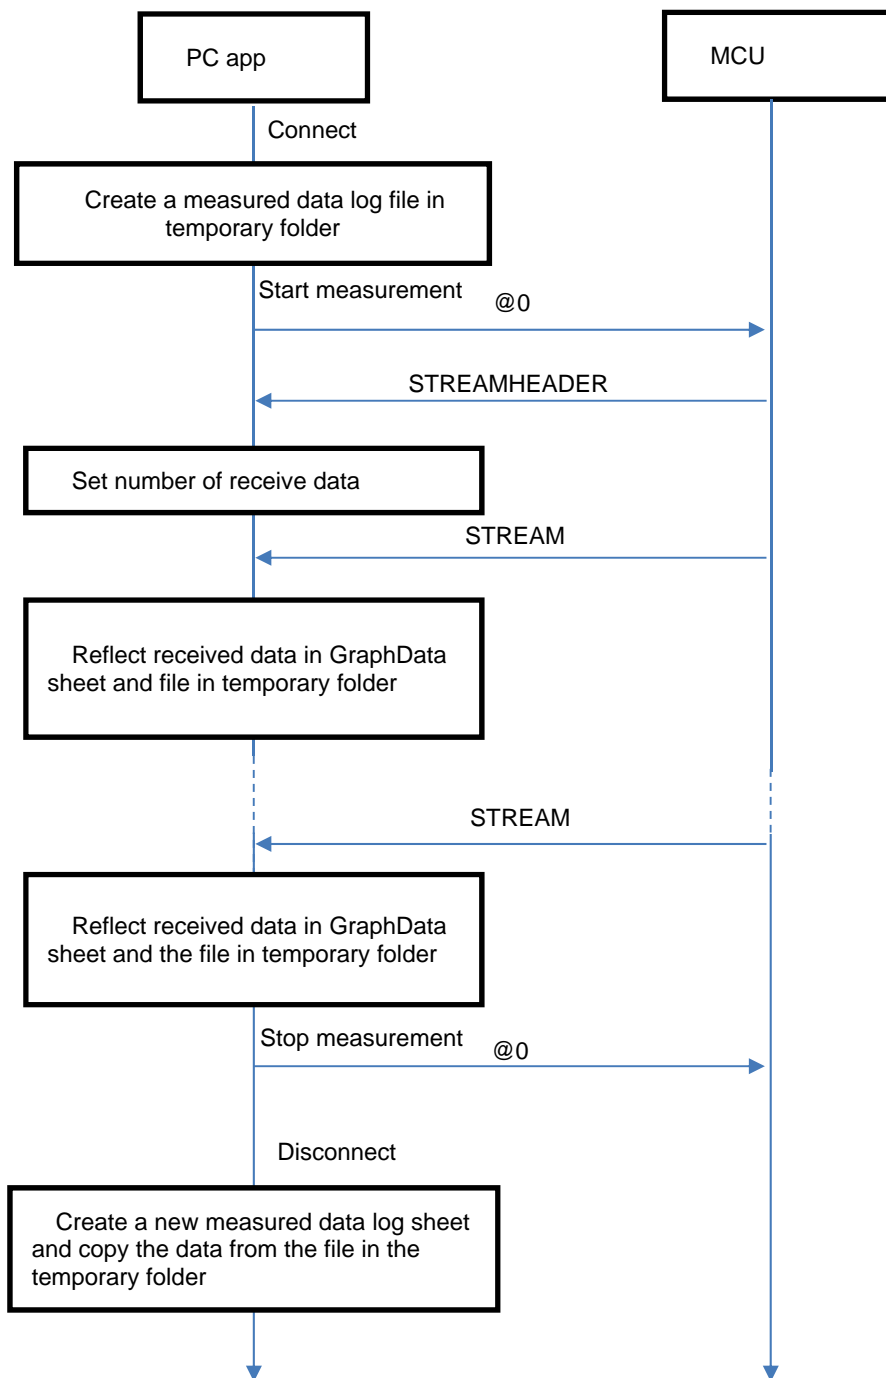 PC app
MCU
Connect
Create a measured data log file in
temporary folder
Start measurement
@0
STREAMHEADER
Set number of receive data
STREAM
Reflect received data in GraphData
sheet and file in temporary folder
STREAM
Reflect received data in GraphData
sheet and the file in temporary folder
Stop measurement
@0
Disconnect
Create a new measured data log sheet
and copy the data from the file in the
temporary folder